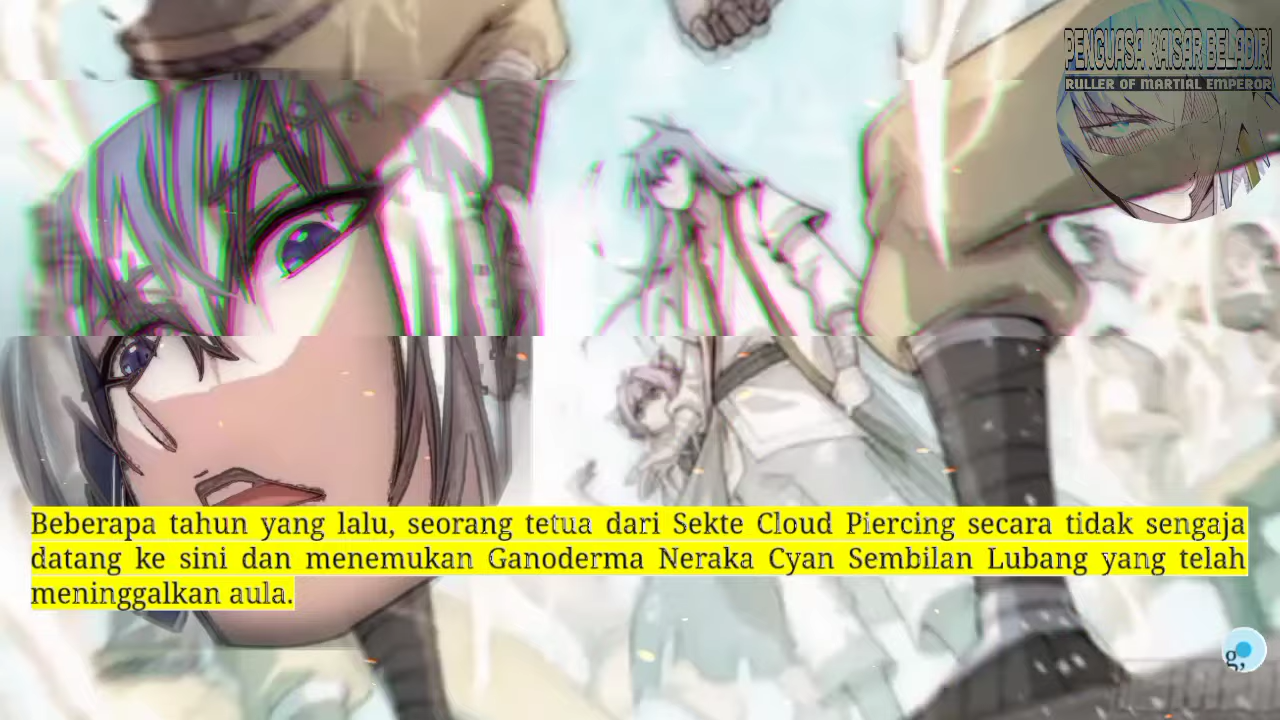 PENGUASA KAISAR BELADIRI
RULLER OF MARTIAL EMPEROR
Beberapa tahun yang lalu, seorang tetua dari Sekte Cloud Piercing secara tidak sengaja
datang ke sini dan menemukan Ganoderma Neraka Cyan Sembilan Lubang yang telah
meninggalkan aula.
g,